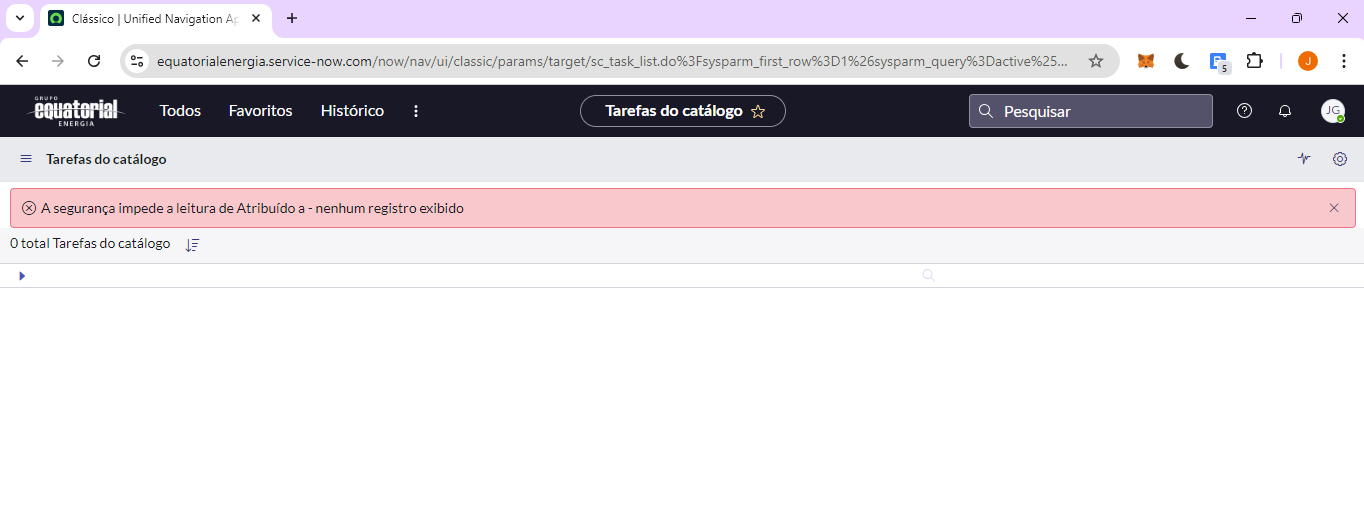 Clássico | Unified Navigation Ap
equatorialenergia.service-now.com/now/nav/ui/classic/params/target/sc_task_list.do%3Fsysparm_first_row%3D1%26sysparm_query%3Dactive%25...
5
J
GRUPO
equatorial
ENERGIA
Todos
Favoritos
Histórico
Tarefas do catálogo
Pesquisar
JG
Tarefas do catálogo
A segurança impede a leitura de Atribuído a - nenhum registro exibido
0 total Tarefas do catálogo